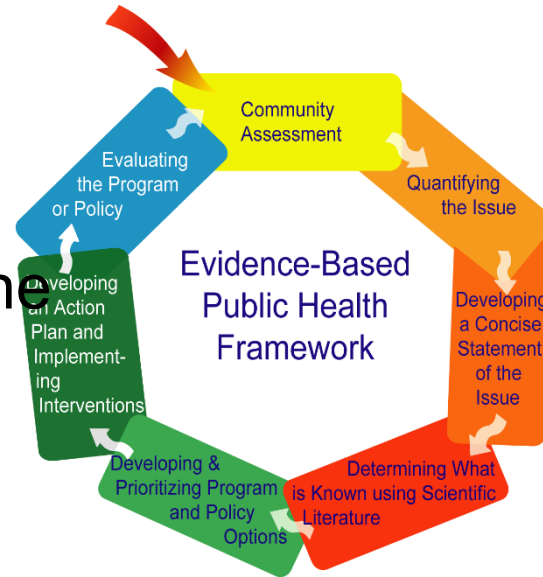 Community
Assessment
Quantifying
the Issue
Developing
a Concise
Statement
of the
Issue
Determining What
is Known using Scientific
Literature
Developing &
Prioritizing Program
and Policy
Options
Developing
an Action
Plan and
Implement-
ing
Interventions
Evaluating
the Program
or Policy
Evidence-Based
Public Health
Framework